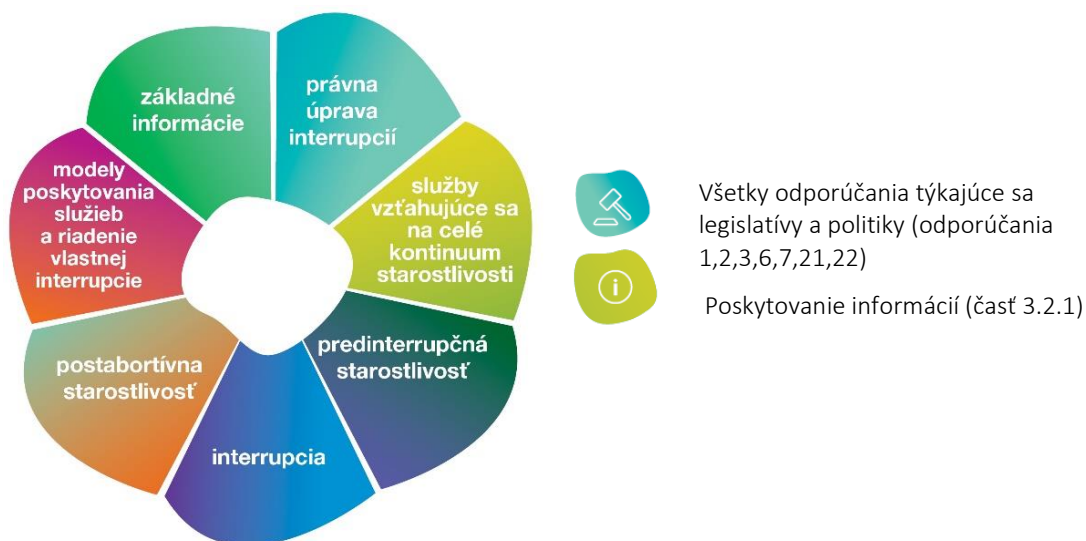 základné
informácie
právna
úprava
interrupcií
služby
vzťahujúce sa
na celé
kontinuum
starostlivosti
predinterrupčná
starostlivosť
interrupcia
postabortívna
starostlivosť
modely
poskytovania
služieb
a riadenie
vlastnej
interrupcie
Všetky odporúčania týkajúce sa
legislatívy a politiky (odporúčania
1,2,3,6,7,21,22)
Poskytovanie informácií (časť 3.2.1)